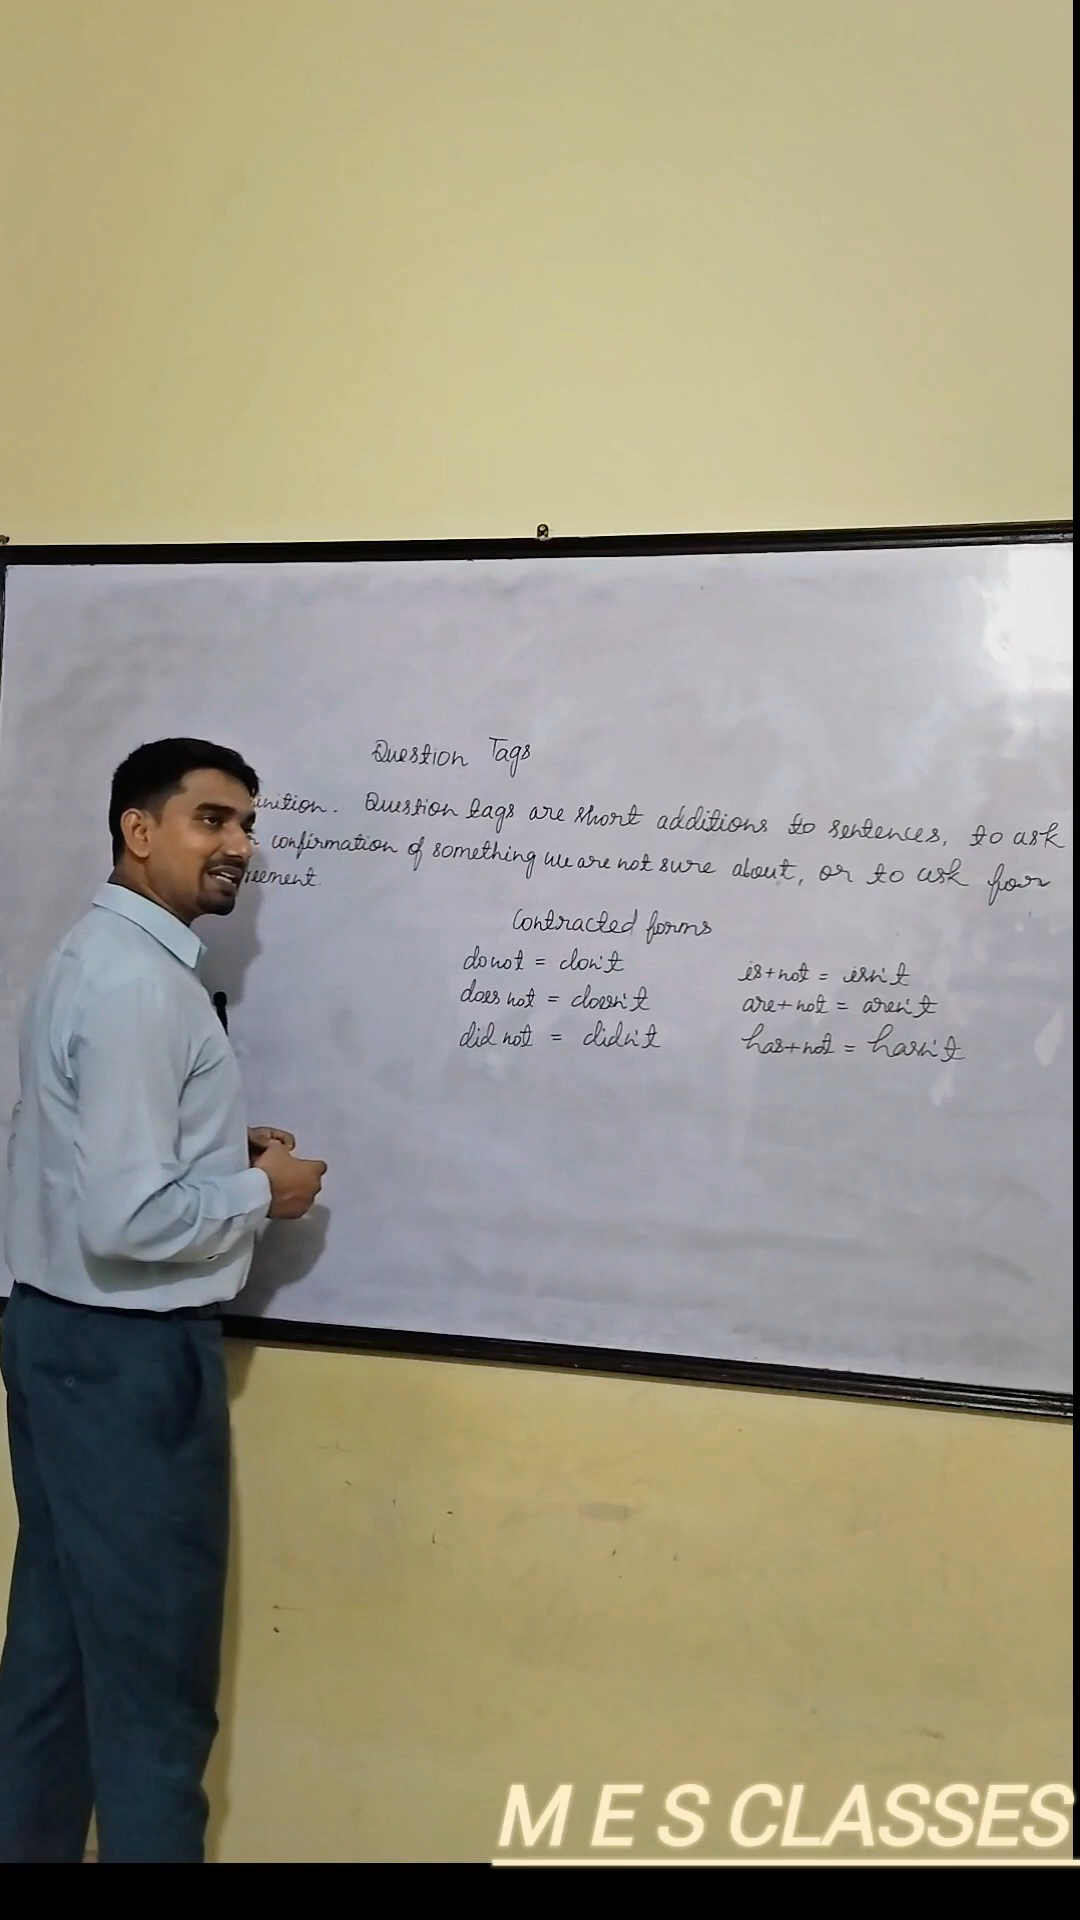 Question Tags
inition. Question tags are short additions to sentences, to ask
confirmation of something we are not sure about, or to ask for
reement.
Contracted forms
do not = don't
does not = doesn't
did not = didn't
is+not = isn't
are+not = aren't
has+not = hasn't
M E S CLASSES